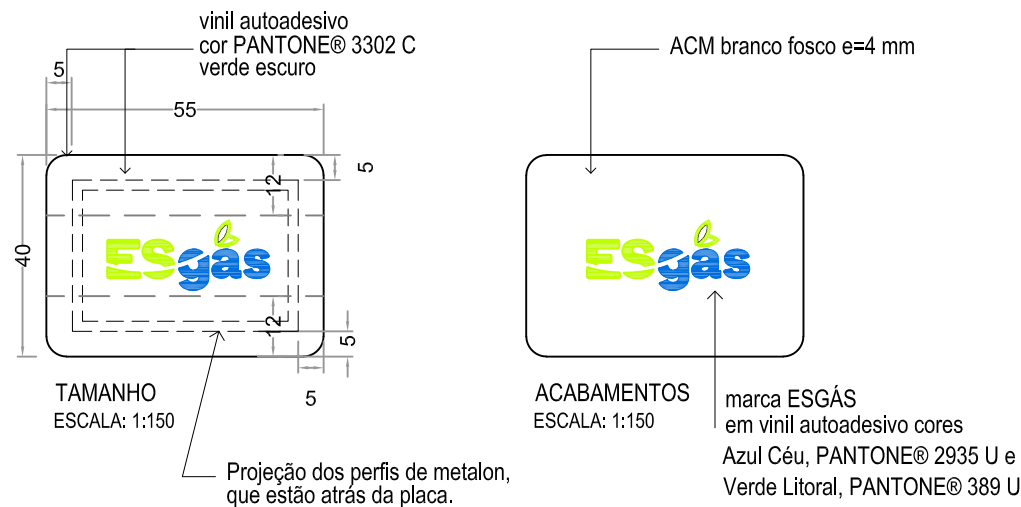 vinil autoadesivo
cor PANTONE® 3302 C
verde escuro
5
55
5
12
40
ESgás
12
5
5
TAMANHO
ESCALA: 1:150
Projeção dos perfis de metalon,
que estão atrás da placa.
ACM branco fosco e=4 mm
ESgás
ACABAMENTOS
ESCALA: 1:150
marca ESGÁS
em vinil autoadesivo cores
Azul Céu, PANTONE® 2935 U e
Verde Litoral, PANTONE® 389 U